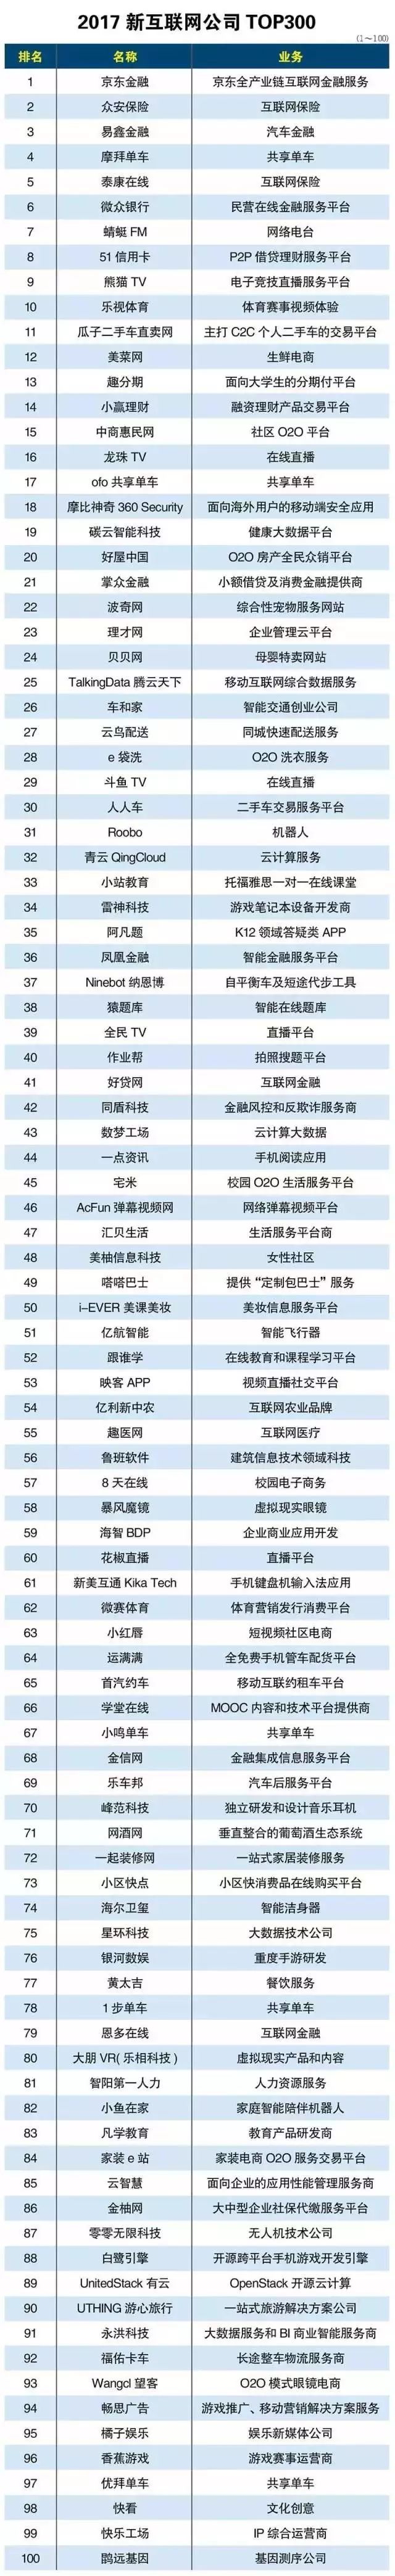 2017 新互联网公司 TOP300
(1～100)
排名 名称 业务
1 京东金融 京东全产业链互联网金融服务
2 众安保险 互联网保险
3 易鑫金融 汽车金融
4 摩拜单车 共享单车
5 泰康在线 互联网保险
6 微众银行 民营在线金融服务平台
7 蜻蜓 FM 网络电台
8 51 信用卡 P2P 借贷理财服务平台
9 熊猫 TV 电子竞技直播服务平台
10 乐视体育 体育赛事视频体验
11 瓜子二手车直卖网 主打 C2C 个人二手车的交易平台
12 美菜网 生鲜电商
13 趣分期 面向大学生的分期付平台
14 小赢理财 融资理财产品交易平台
15 中商惠民网 社区 O2O 平台
16 龙珠 TV 在线直播
17 ofo 共享单车 共享单车
18 摩比神奇 360 Security 面向海外用户的移动端安全应用
19 碳云智能科技 健康大数据平台
20 好屋中国 O2O 房产全民众销平台
21 掌众金融 小额借贷及消费金融提供商
22 波奇网 综合性宠物服务网站
23 理才网 企业管理云平台
24 贝贝网 母婴特卖网站
25 TalkingData 腾云天下 移动互联网综合数据服务
26 车和家 智能交通创业公司
27 云鸟配送 同城快速配送服务
28 e 袋洗 O2O 洗衣服务
29 斗鱼 TV 在线直播
30 人人车 二手车交易服务平台
31 Roobo 机器人
32 青云 QingCloud 云计算服务
33 小站教育 托福雅思一对一在线课堂
34 雷神科技 游戏笔记本设备开发商
35 阿凡题 K12 领域答疑类 APP
36 凤凰金融 智能金融服务平台
37 Ninebot 纳恩博 自平衡车及短途代步工具
38 猿题库 智能在线题库
39 全民 TV 直播平台
40 作业帮 拍照搜题平台
41 好贷网 互联网金融
42 同盾科技 金融风控和反欺诈服务商
43 数梦工场 云计算大数据
44 一点资讯 手机阅读应用
45 宅米 校园 O2O 生活服务平台
46 AcFun 弹幕视频网 网络弹幕视频平台
47 汇贝生活 生活服务平台商
48 美柚信息科技 女性社区
49 嗒嗒巴士 提供“定制包巴士”服务
50 i-EVER 美课美妆 美妆信息服务平台
51 亿航智能 智能飞行器
52 跟谁学 在线教育和课程学习平台
53 映客 APP 视频直播社交平台
54 亿利新中农 互联网农业品牌
55 趣医网 互联网医疗
56 鲁班软件 建筑信息技术领域科技
57 8 天在线 校园电子商务
58 暴风魔镜 虚拟现实眼镜
59 海智 BDP 企业商业应用开发
60 花椒直播 直播平台
61 新美互通 Kika Tech 手机键盘机输入法应用
62 微赛体育 体育营销发行消费平台
63 小红唇 短视频社区电商
64 运满满 全免费手机管车配货平台
65 首汽约车 移动互联约租车平台
66 学堂在线 MOOC 内容和技术平台提供商
67 小鸣单车 共享单车
68 金信网 金融集成信息服务平台
69 乐车邦 汽车后服务平台
70 峰范科技 独立研发和设计音乐耳机
71 网酒网 垂直整合的葡萄酒生态系统
72 一起装修网 一站式家居装修服务
73 小区快点 小区快消费品在线购买平台
74 海尔卫玺 智能洁身器
75 星环科技 大数据技术公司
76 银河数娱 重度手游研发
77 黄太吉 餐饮服务
78 1 步单车 共享单车
79 恩多在线 互联网金融
80 大朋 VR( 乐相科技 ) 虚拟现实产品和内容
81 智阳第一人力 人力资源服务
82 小鱼在家 家庭智能陪伴机器人
83 凡学教育 教育产品研发商
84 家装 e 站 家装电商 O2O 服务交易平台
85 云智慧 面向企业的应用性能管理服务商
86 金柚网 大中型企业社保代缴服务平台
87 零零无限科技 无人机技术公司
88 白鹭引擎 开源跨平台手机游戏开发引擎
89 UnitedStack 有云 OpenStack 开源云计算
90 UTHING 游心旅行 一站式旅游解决方案公司
91 永洪科技 大数据服务和 BI 商业智能服务商
92 福佑卡车 长途整车物流服务商
93 Wangcl 望客 O2O 模式眼镜电商
94 畅思广告 游戏推广、移动营销解决方案服务
95 橘子娱乐 娱乐新媒体公司
96 香蕉游戏 游戏赛事运营商
97 优拜单车 共享单车
98 快看 文化创意
99 快乐工场 IP 综合运营商
100 鹍远基因 基因测序公司